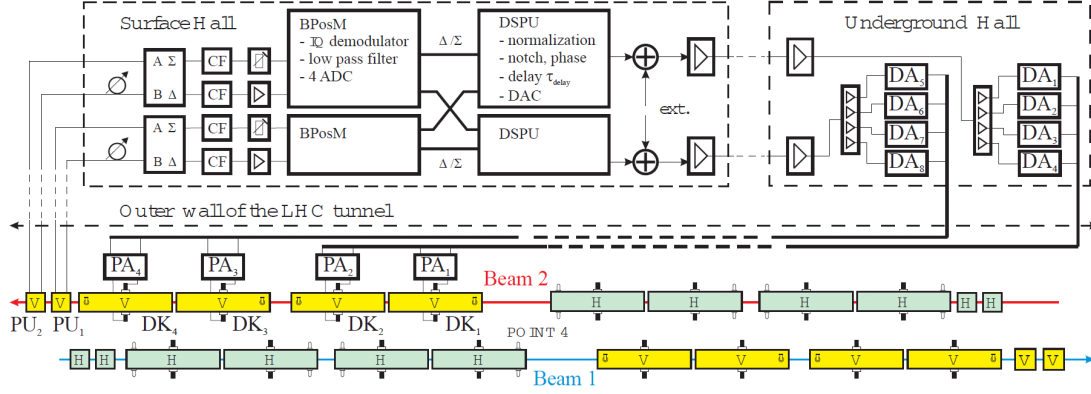 Surface Hall
Underground Hall
BPosM
- IQ demodulator
- low pass filter
- 4 ADC
DSPU
- normalization
- notch, phase
- delay τdelay
- DAC
A Σ
B Δ
CF
CF
Δ/Σ
A Σ
B Δ
CF
CF
BPosM
Δ/Σ
DSPU
ext.
DA5
DA6
DA7
DA8
DA1
DA2
DA3
DA4
Outer wall of the LHC tunnel
PA4
PA3
PA2
PA1
Beam 2
V
V
V
V
V
V
H
H
H
H
H
H
PU2
PU1
DK4
DK3
DK2
DK1
POINT 4
H
H
H
H
H
H
V
V
V
V
V
V
Beam 1